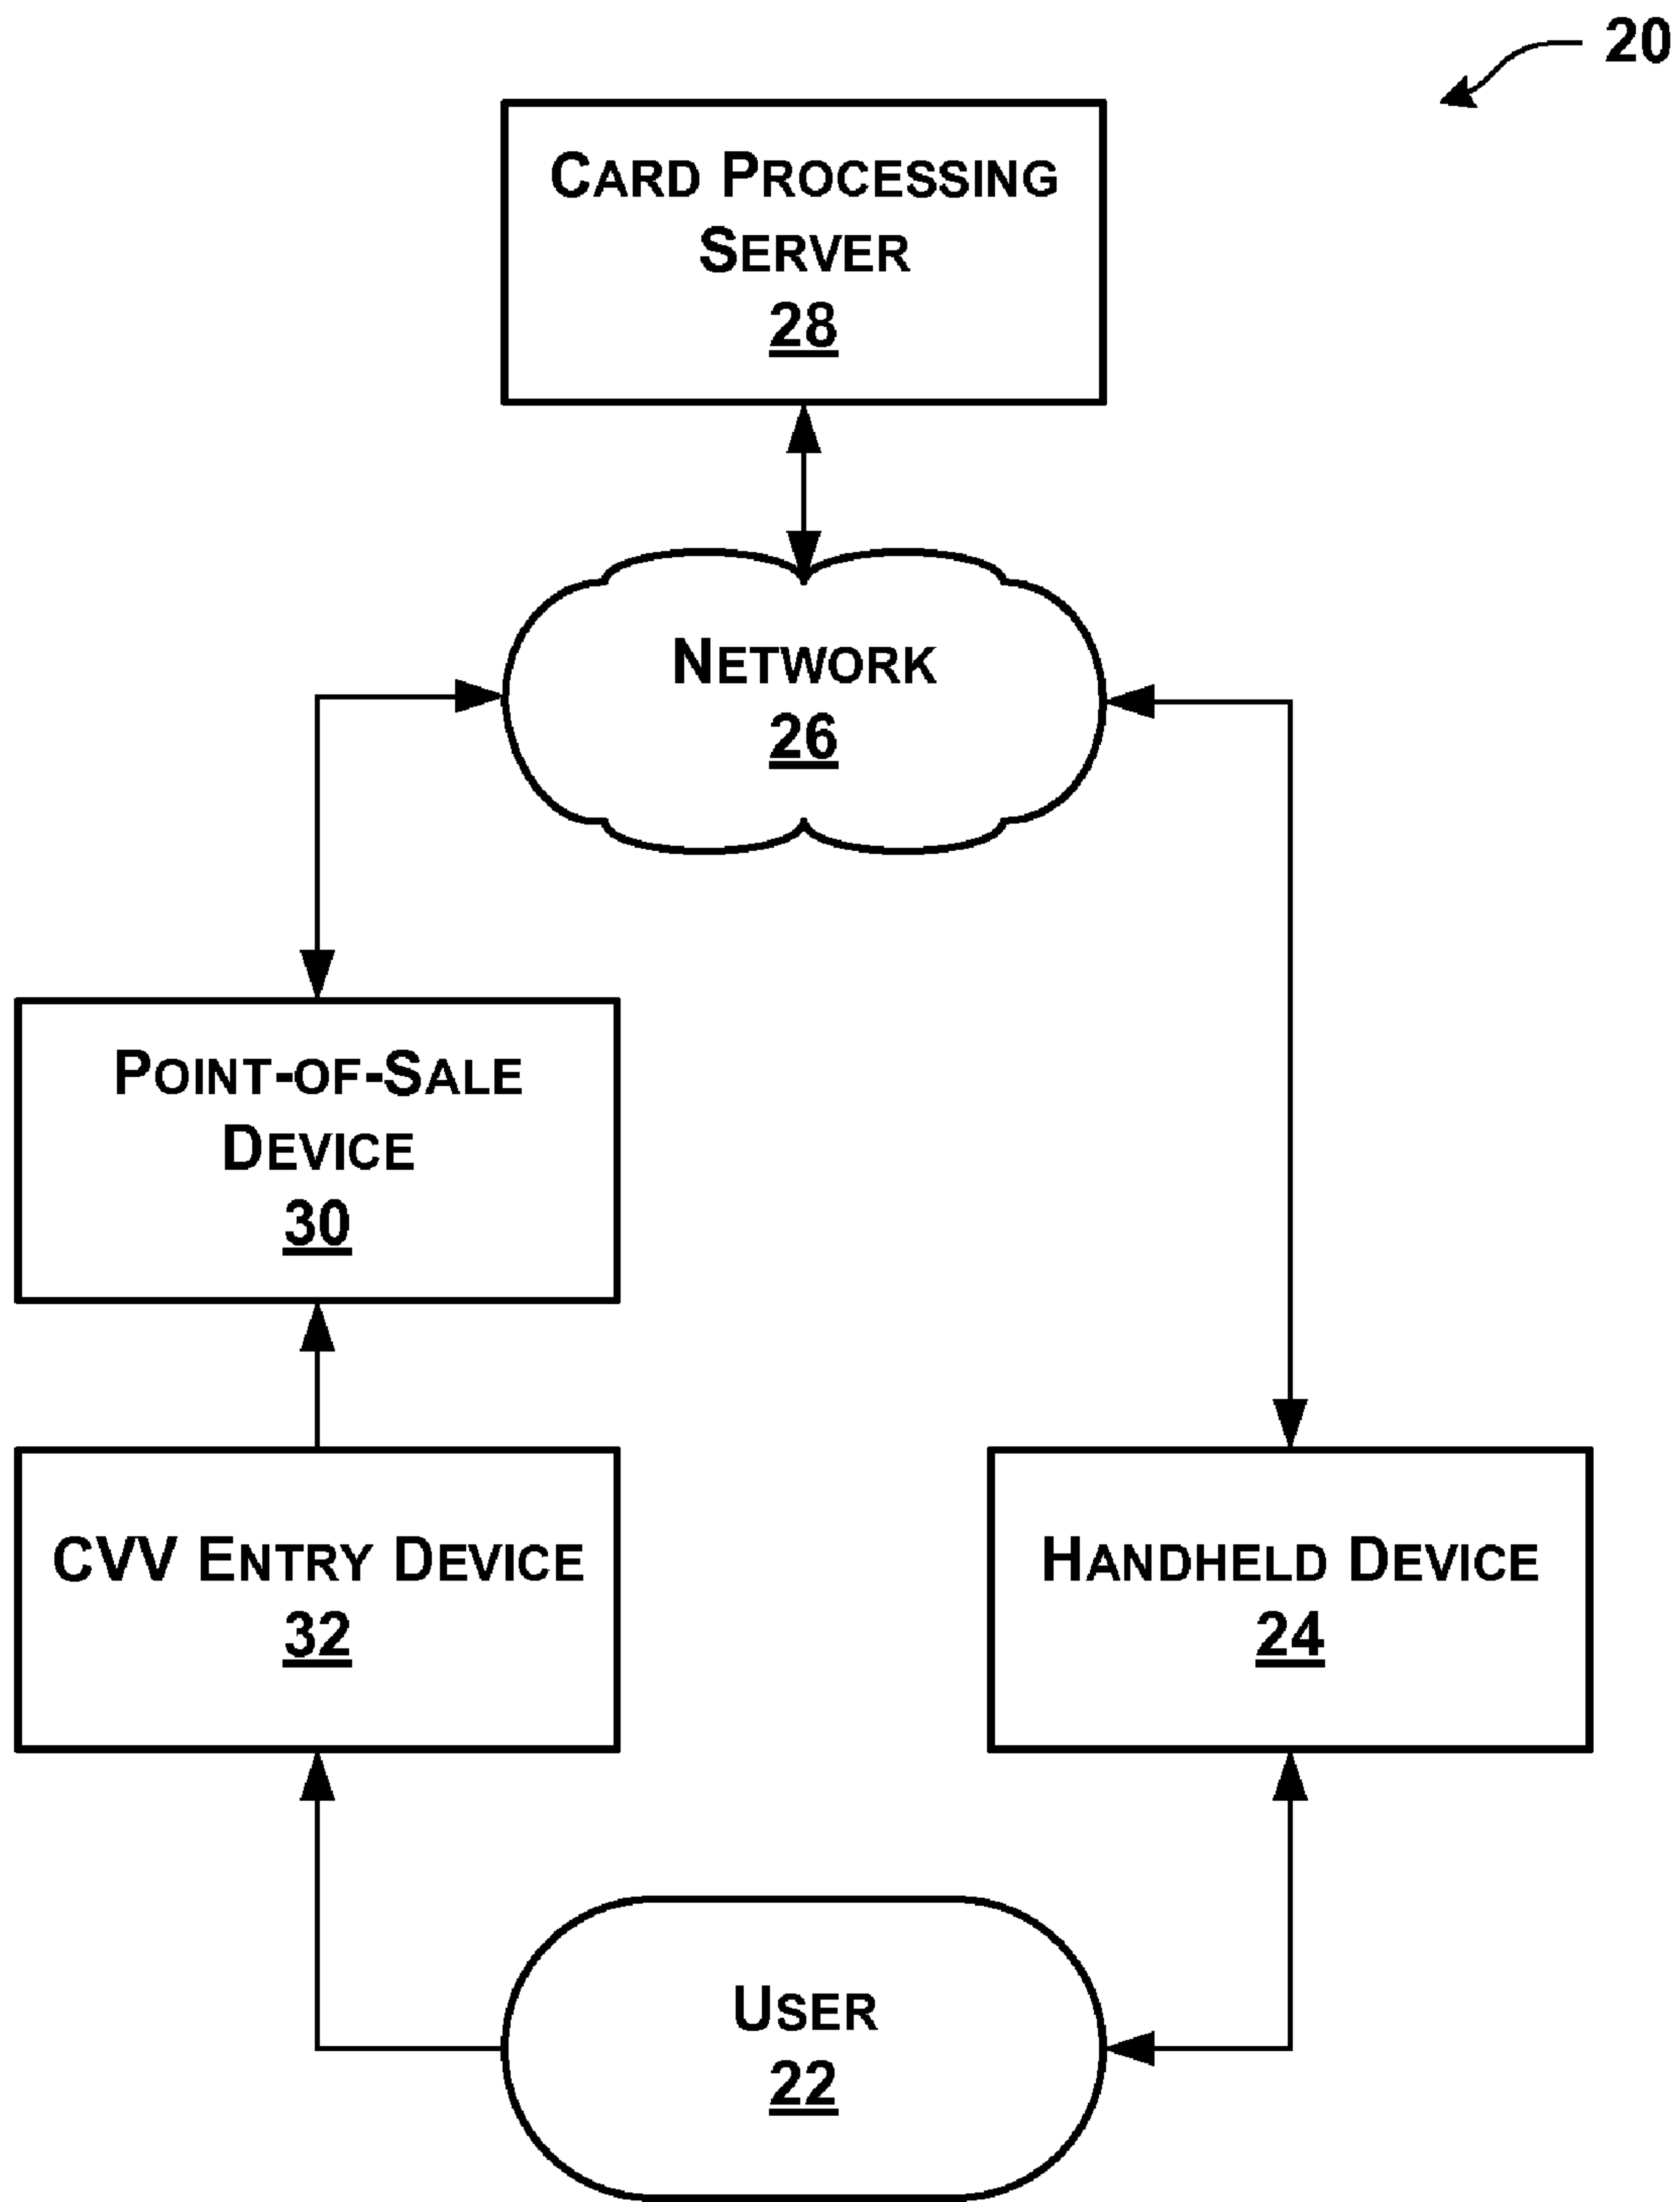 20
CARD PROCESSING
SERVER
28
NETWORK
26
POINT-OF-SALE
DEVICE
30
CVV ENTRY DEVICE
32
HANDHELD DEVICE
24
USER
22